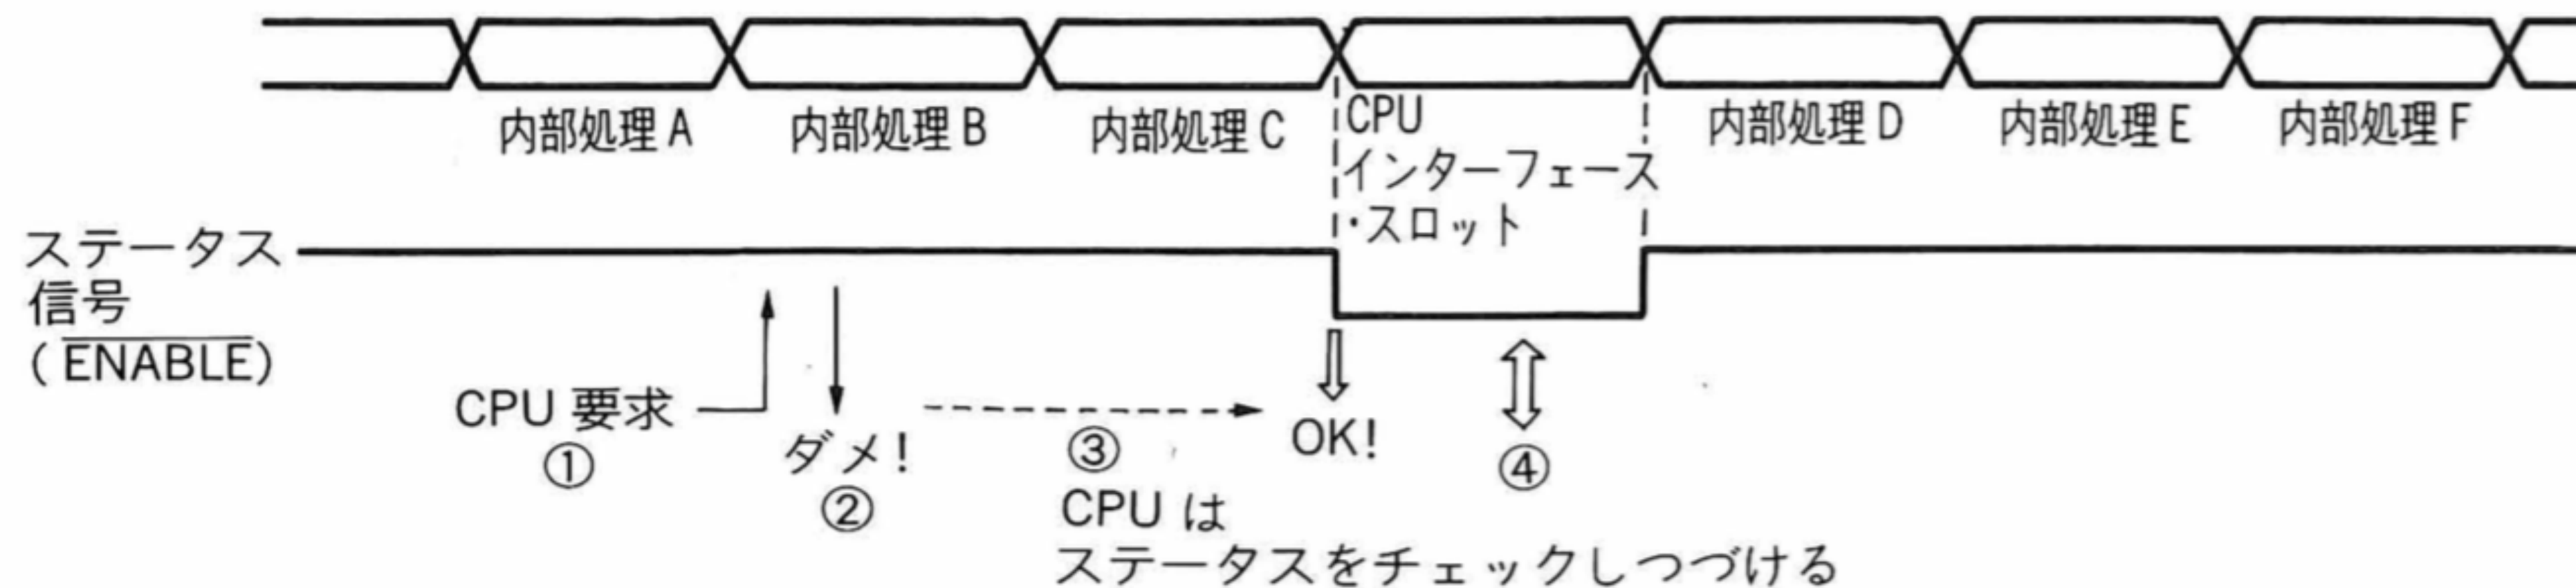 内部処理 A
内部処理 B
内部処理 C
CPU
インターフェース
・スロット
内部処理 D
内部処理 E
内部処理 F
ステータス
信号
(ENABLE)
CPU 要求
①
ダメ!
②
③
CPU は
ステータスをチェックしつづける
OK!
④